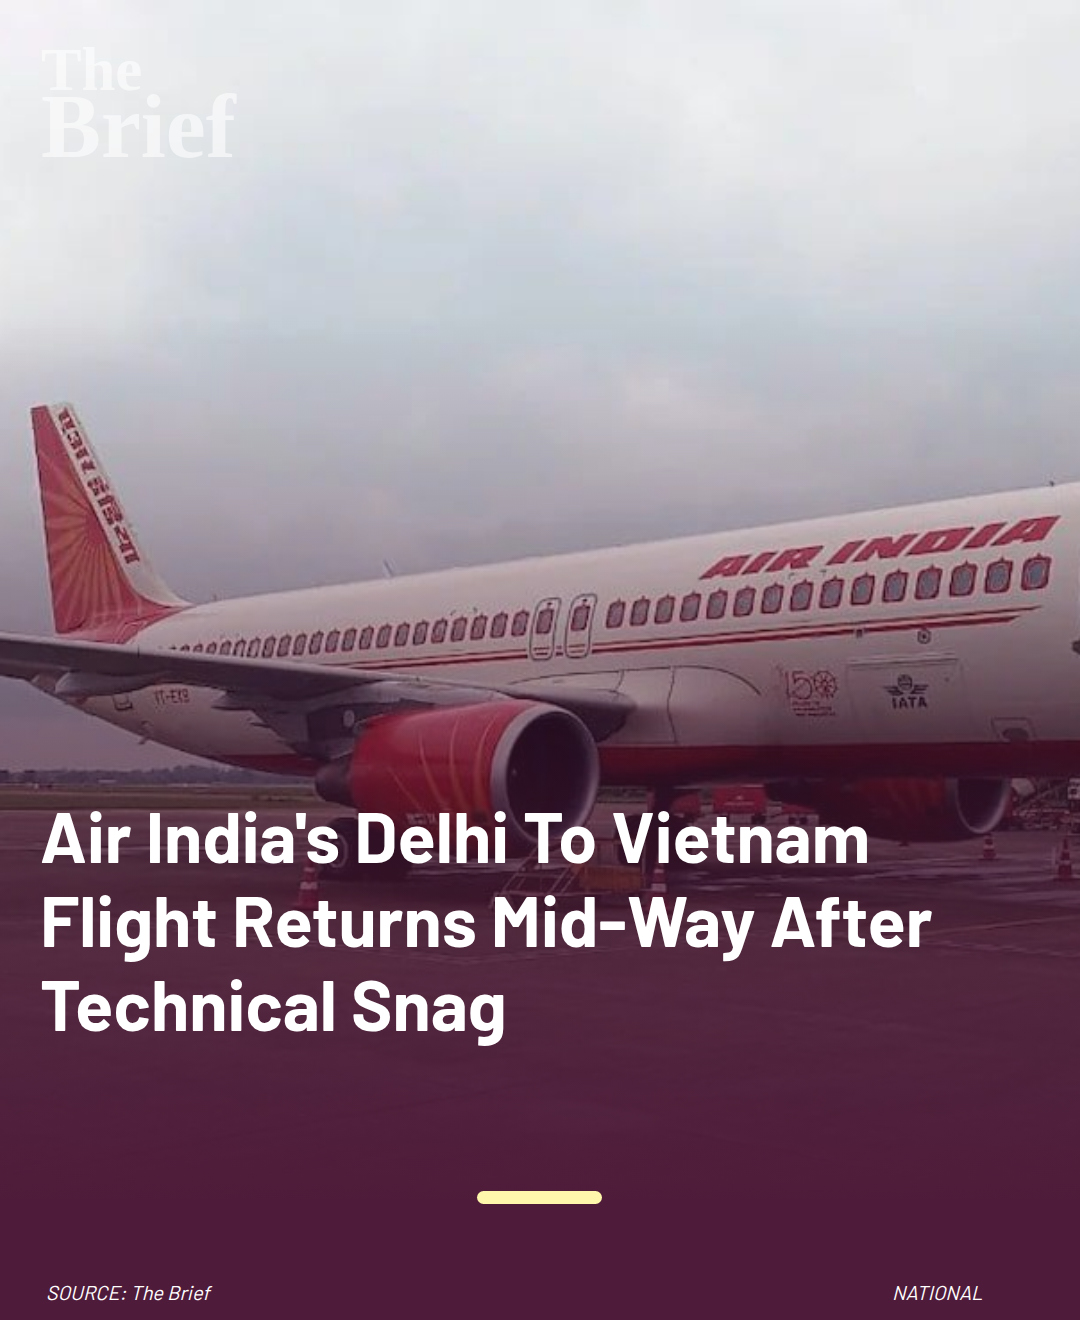 The
Brief
एअर इंडिया
AIR INDIA
VT-EXB
150
IATA
Air India's Delhi To Vietnam
Flight Returns Mid-Way After
Technical Snag
SOURCE: The Brief
NATIONAL